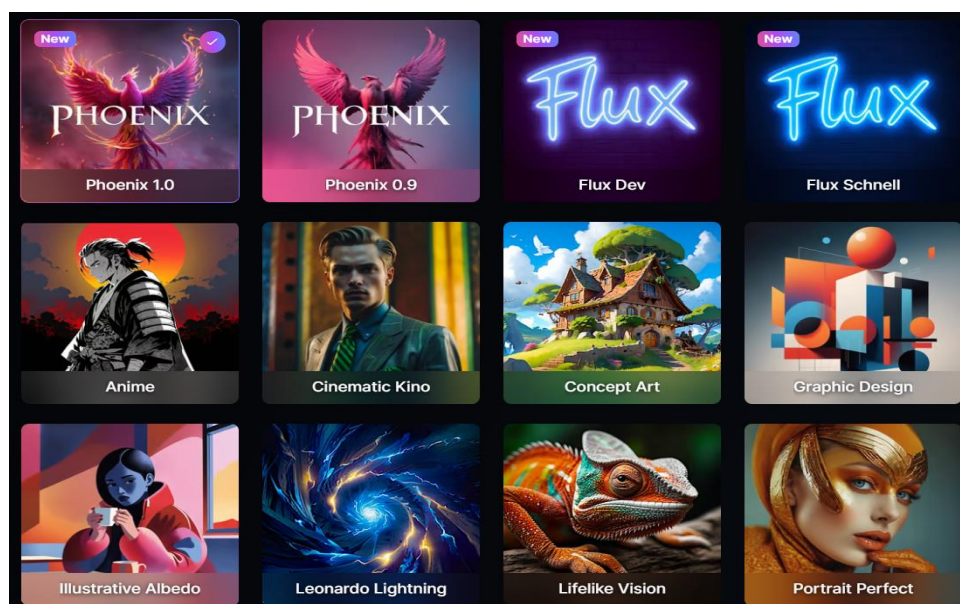 New
PHOENIX
Phoenix 1.0
PHOENIX
Phoenix 0.9
New
Flux
Flux Dev
New
Flux
Flux Schnell
Anime
Cinematic Kino
Concept Art
Graphic Design
Illustrative Albedo
Leonardo Lightning
Lifelike Vision
Portrait Perfect